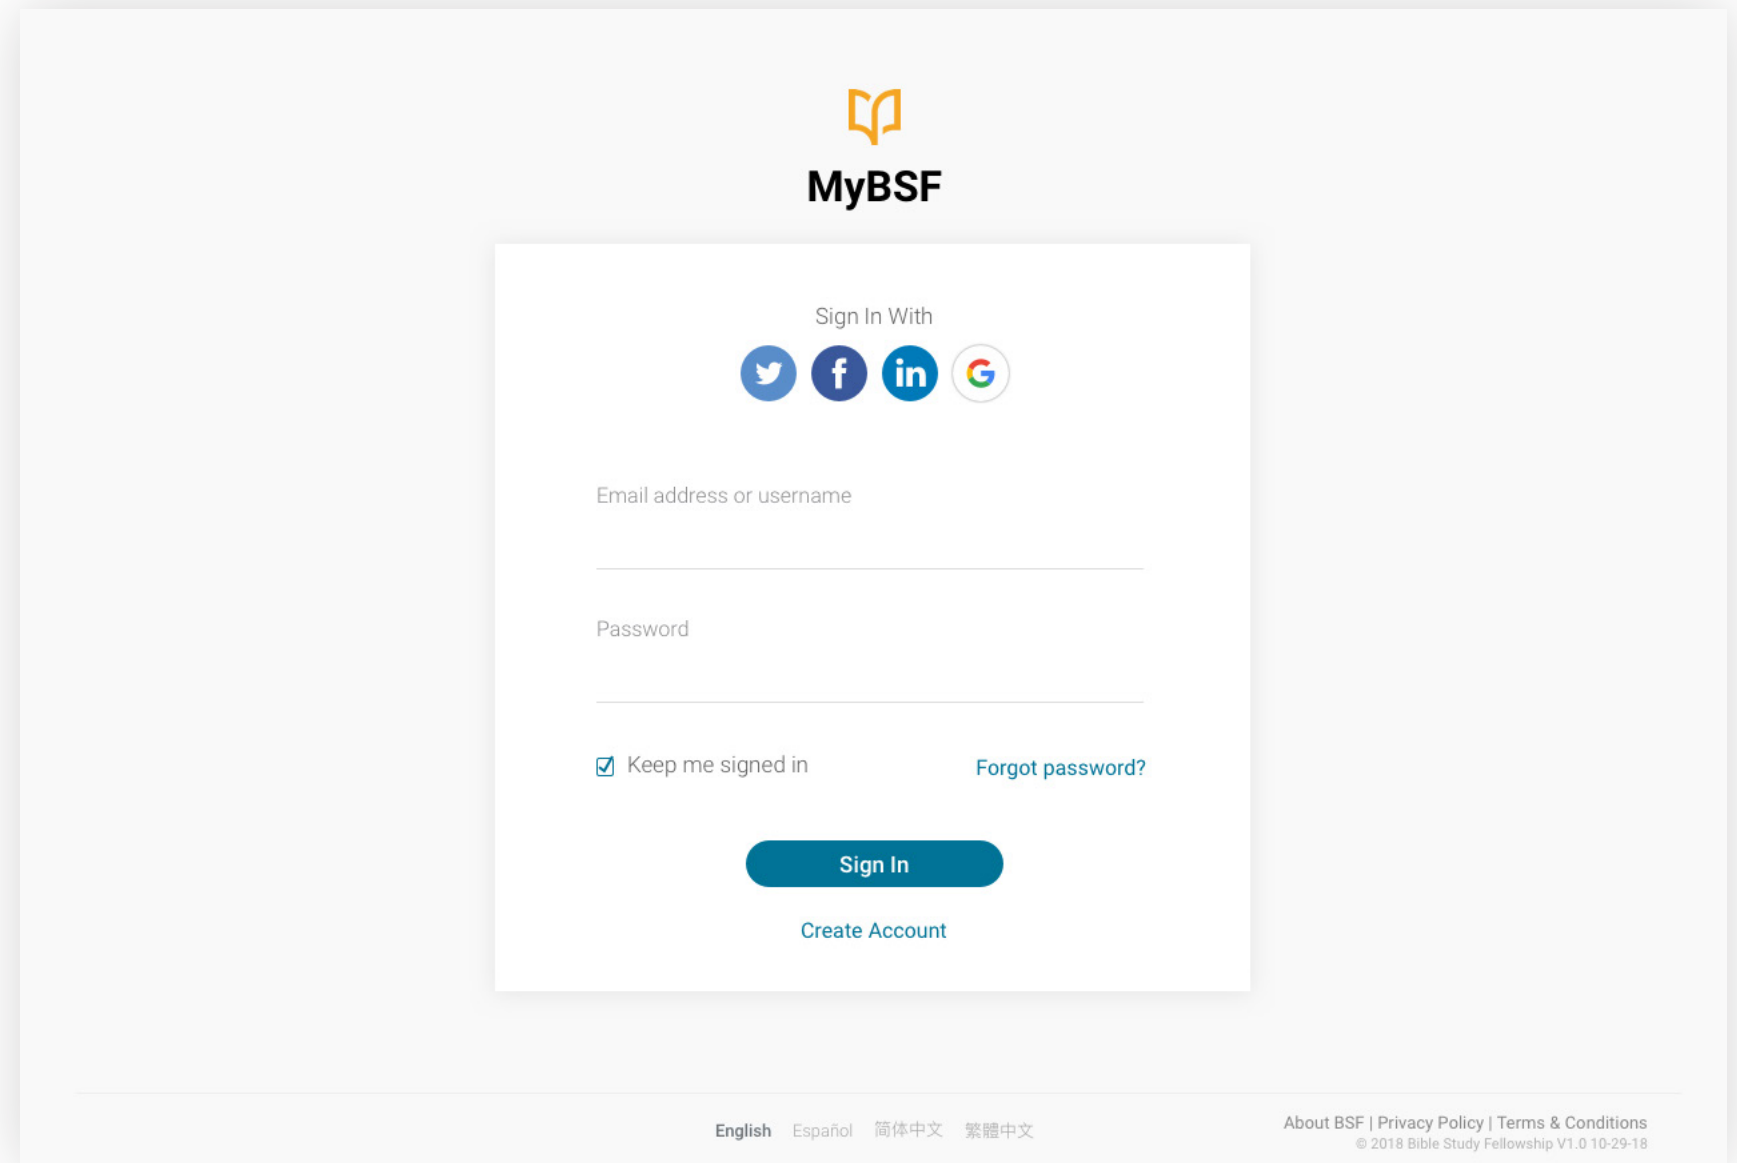 MyBSF
Sign In With
Email address or username
Password
Keep me signed in
Forgot password?
Sign In
Create Account
English Español 简体中文 繁體中文
About BSF | Privacy Policy | Terms & Conditions
© 2018 Bible Study Fellowship V1.0 10-29-18